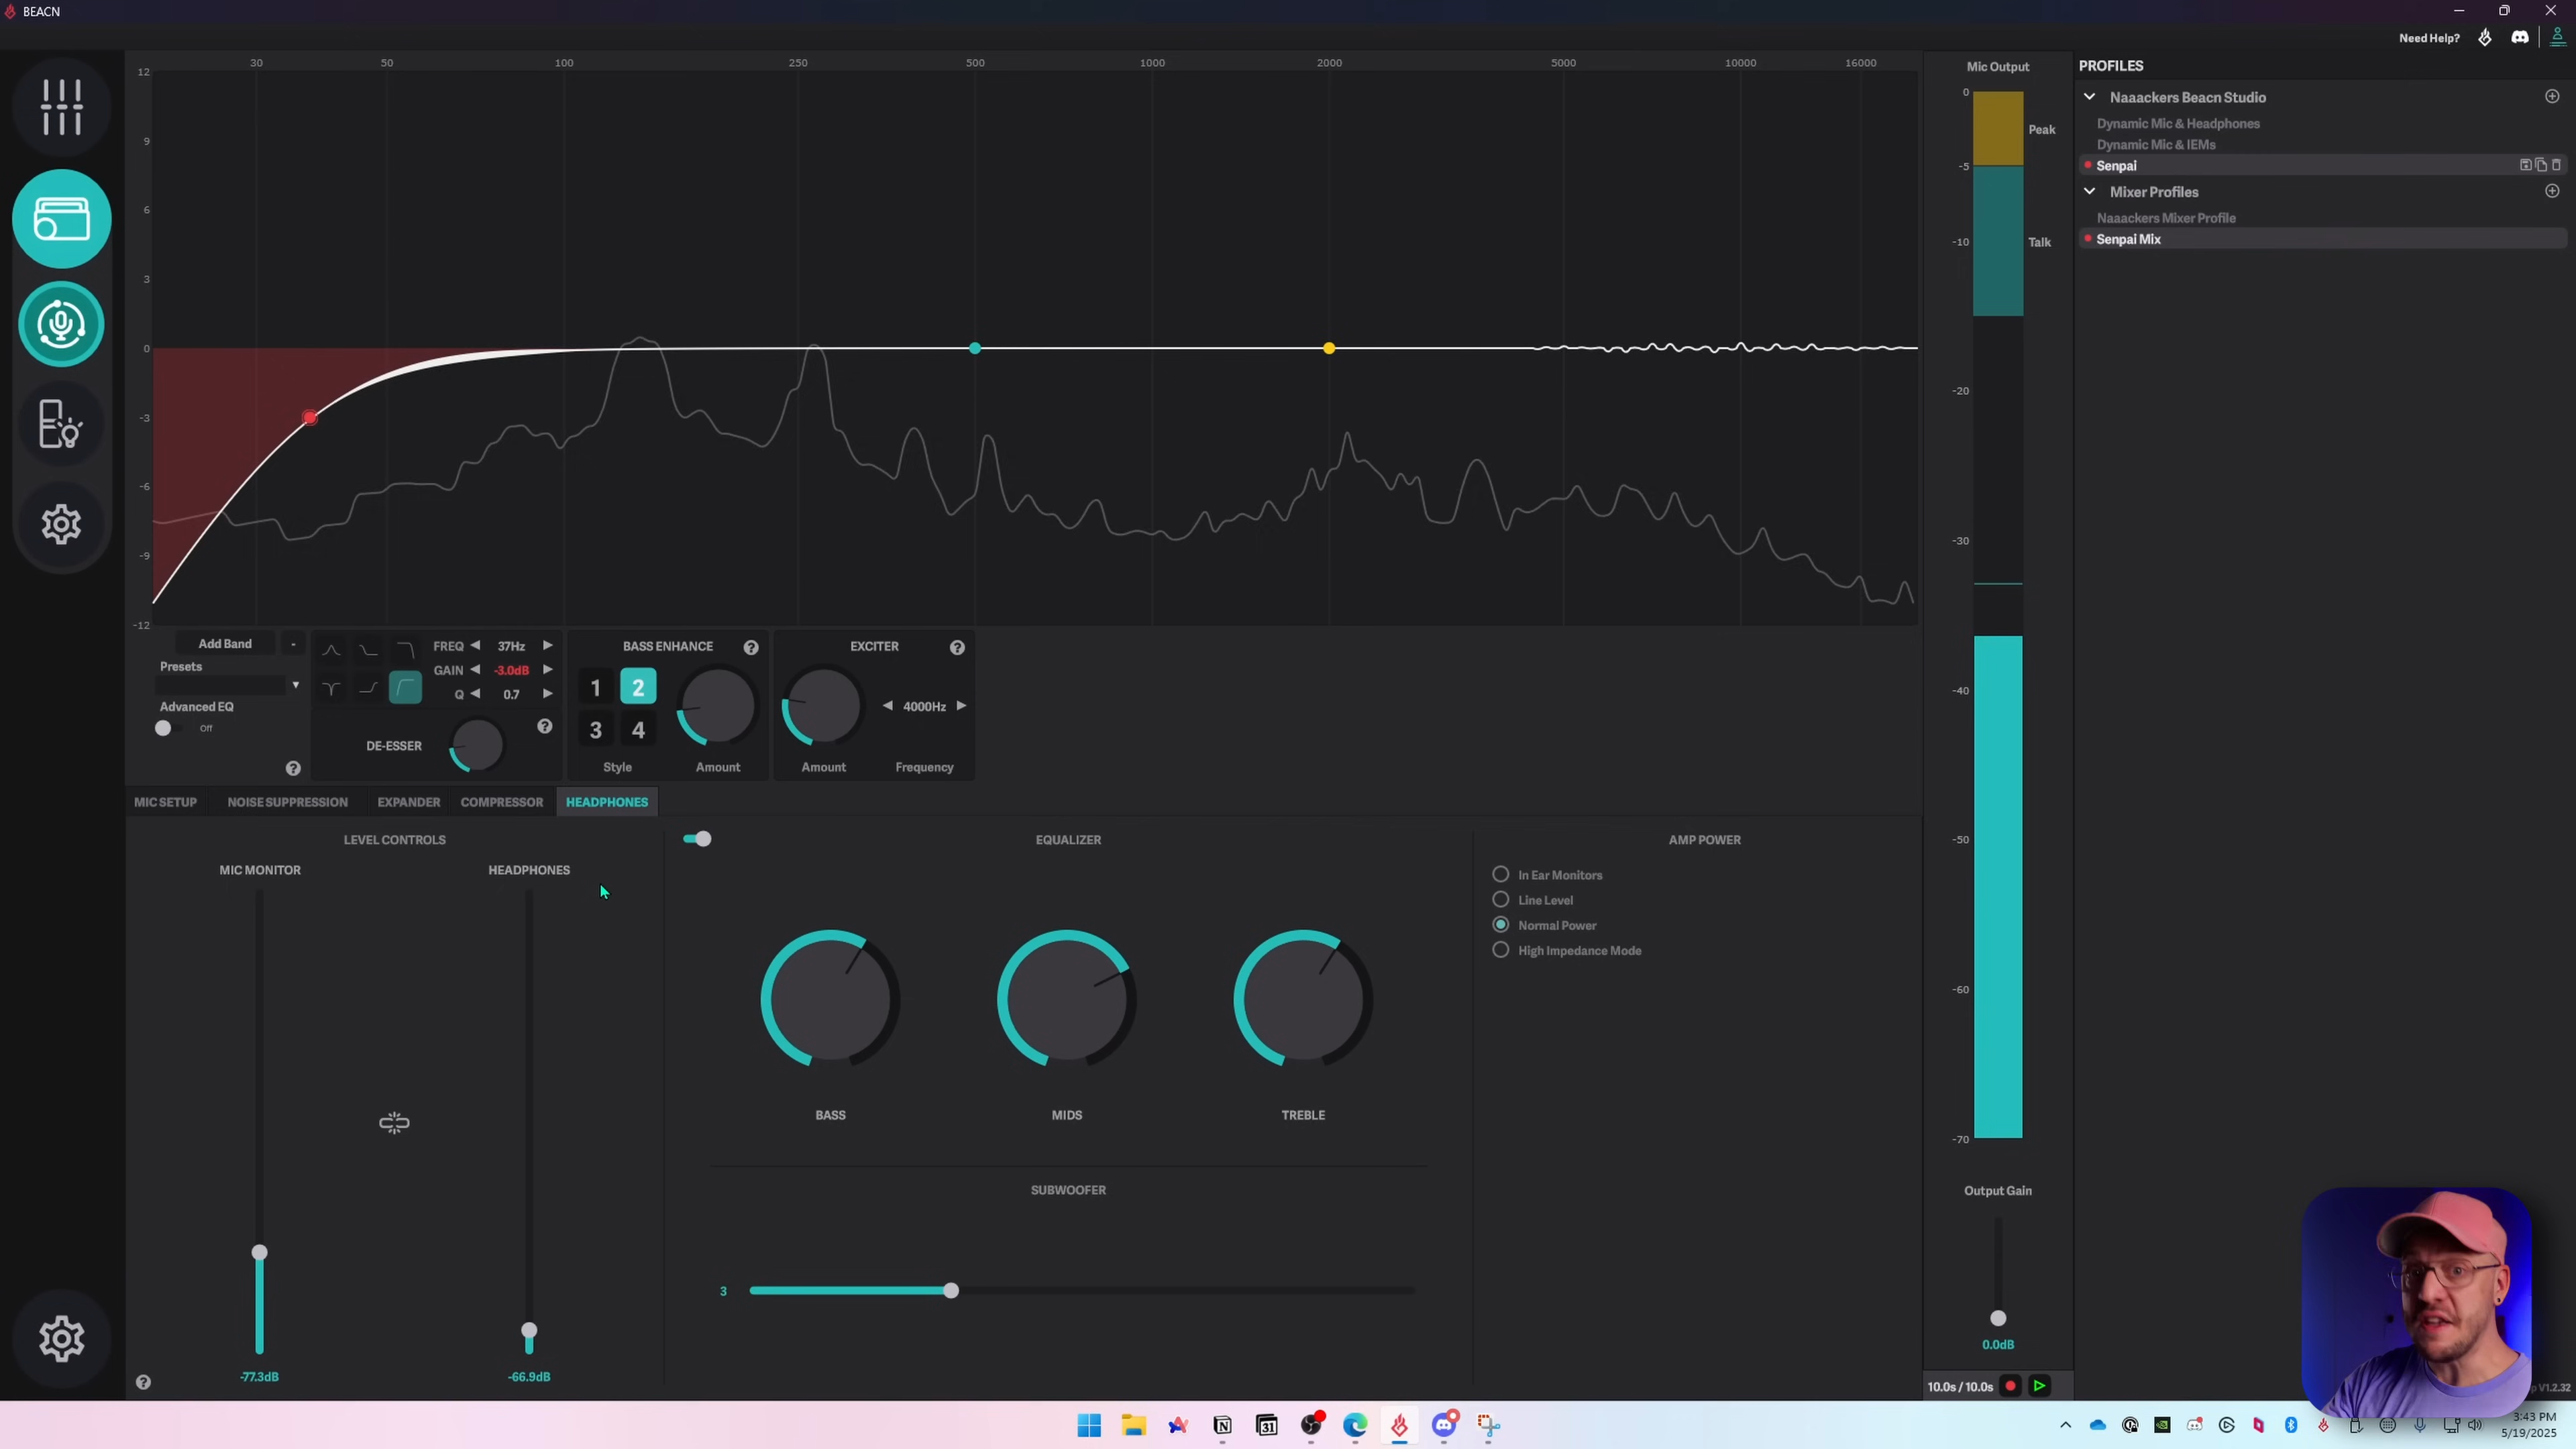 BEACN
Need Help?
30 50 100 250 500 1000 2000 5000 10000 16000
12
9
6
3
0
-3
-6
-9
-12
Mic Output
0
Peak
-5
-10
Talk
-20
-30
-40
-50
-60
-70
Output Gain
0.0dB
10.0s / 10.0s
PROFILES
Naaackers Beacn Studio
Dynamic Mic & Headphones
Dynamic Mic & IEMs
Senpai
Mixer Profiles
Naaackers Mixer Profile
Senpai Mix
Add Band -
Presets
Advanced EQ
Off
?
FREQ 37Hz
GAIN -3.0dB
Q 0.7
DE-ESSER ?
BASS ENHANCE ?
1 2
3 4
Style Amount
EXCITER ?
4000Hz
Amount Frequency
MIC SETUP NOISE SUPPRESSION EXPANDER COMPRESSOR HEADPHONES
LEVEL CONTROLS
MIC MONITOR HEADPHONES
-77.3dB -66.9dB
?
EQUALIZER
BASS MIDS TREBLE
SUBWOOFER
3
AMP POWER
In Ear Monitors
Line Level
Normal Power
High Impedance Mode
V1.2.32
31
3:43 PM
5/19/2025